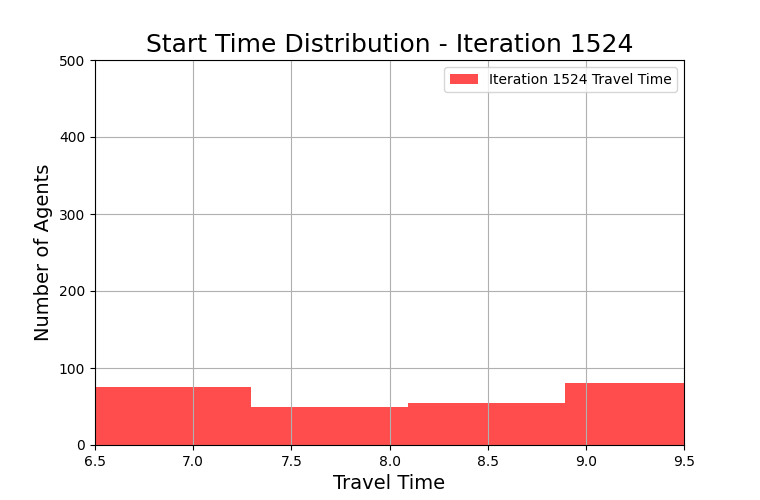 Start Time Distribution - Iteration 1524
500
Iteration 1524 Travel Time
400
300
200
100
0
Number of Agents
6.5 7.0 7.5 8.0 8.5 9.0 9.5
Travel Time